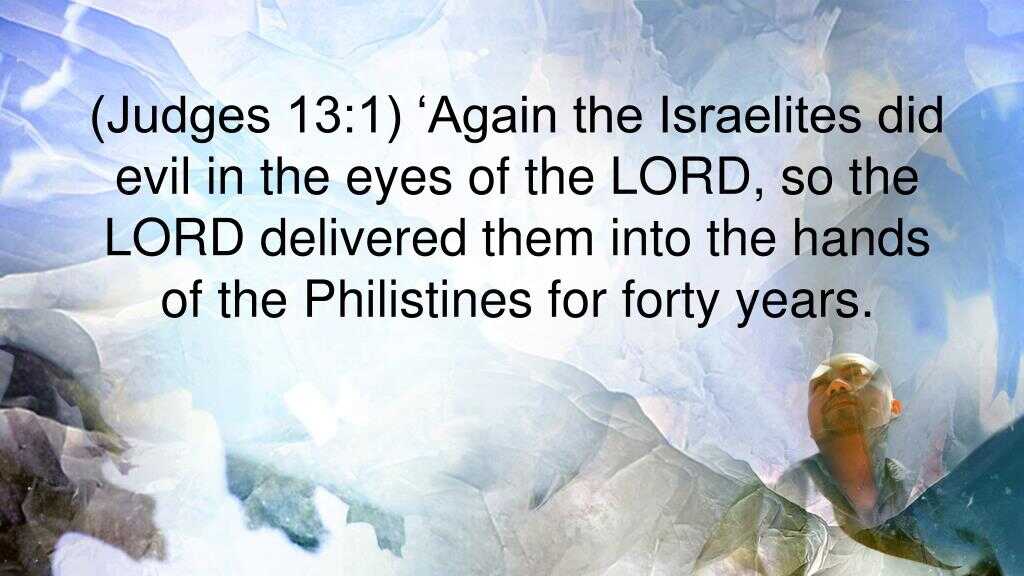 (Judges 13:1) ‘Again the Israelites did
evil in the eyes of the LORD, so the
LORD delivered them into the hands
of the Philistines for forty years.